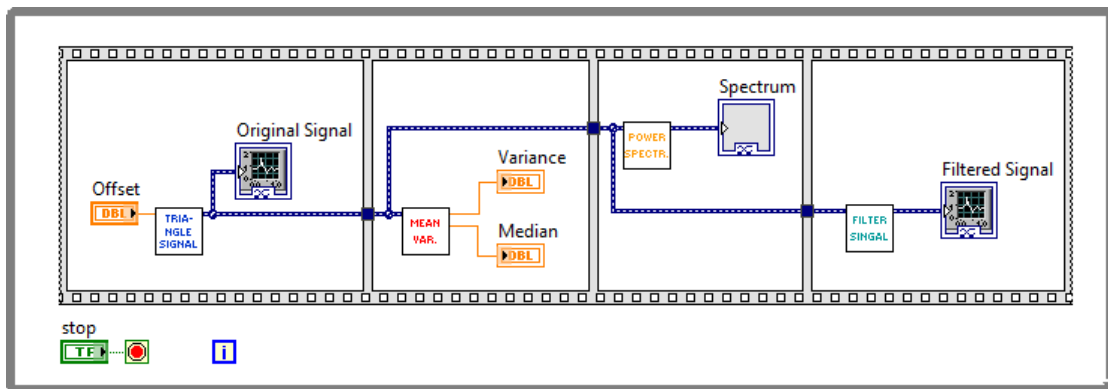 Original Signal
Offset
DBL
TRIA-
NGLE
SIGNAL
MEAN
VAR.
Variance
DBL
Median
DBL
POWER
SPECTR.
Spectrum
FILTER
SINGAL
Filtered Signal
stop
TF
i